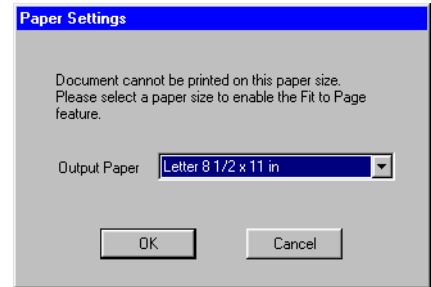 Paper Settings
Document cannot be printed on this paper size.
Please select a paper size to enable the Fit to Page
feature.
Output Paper Letter 8 1/2 x 11 in
OK Cancel